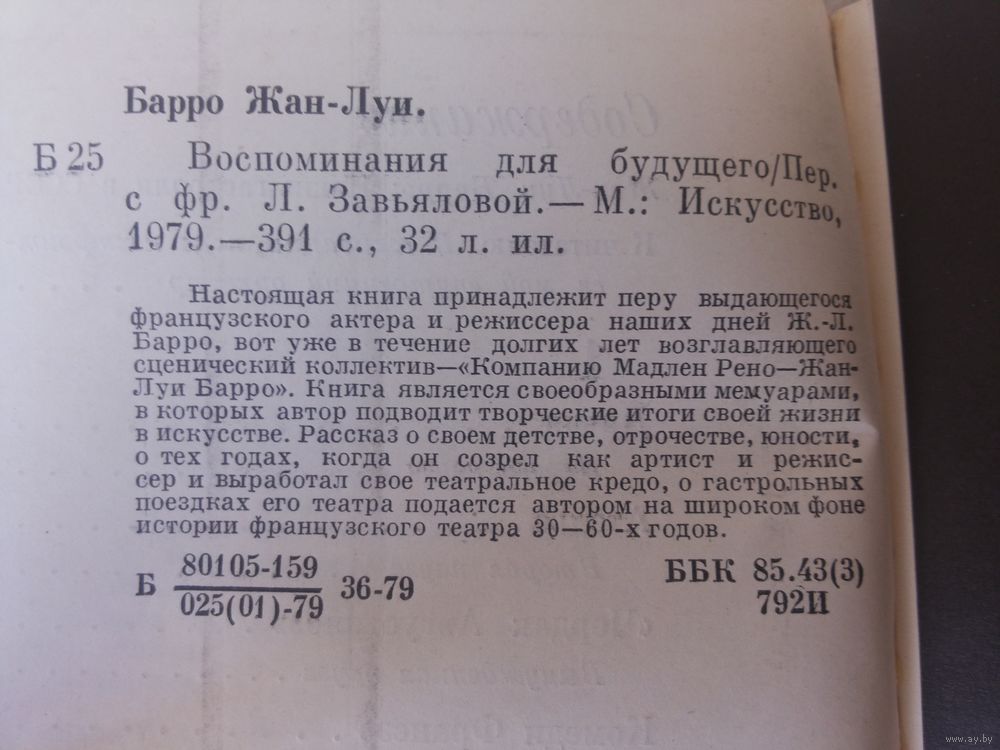 Барро Жан-Луи.
Б 25 Воспоминания для будущего/Пер.
с фр. Л. Завьяловой.— М.: Искусство,
1979.—391 с., 32 л. ил.
Настоящая книга принадлежит перу выдающегося
французского актера и режиссера наших дней Ж.-Л.
Барро, вот уже в течение долгих лет возглавляющего
сценический коллектив—«Компанию Мадлен Рено—Жан-
Луи Барро». Книга является своеобразными мемуарами,
в которых автор подводит творческие итоги своей жизни
в искусстве. Рассказ о своем детстве, отрочестве, юности,
о тех годах, когда он созрел как артист и режис-
сер и выработал свое театральное кредо, о гастрольных
поездках его театра подается автором на широком фоне
истории французского театра 30—60-х годов.
80105-159
Б 36-79
025(01)-79
ББК 85.43(3)
792И
www.ay.by